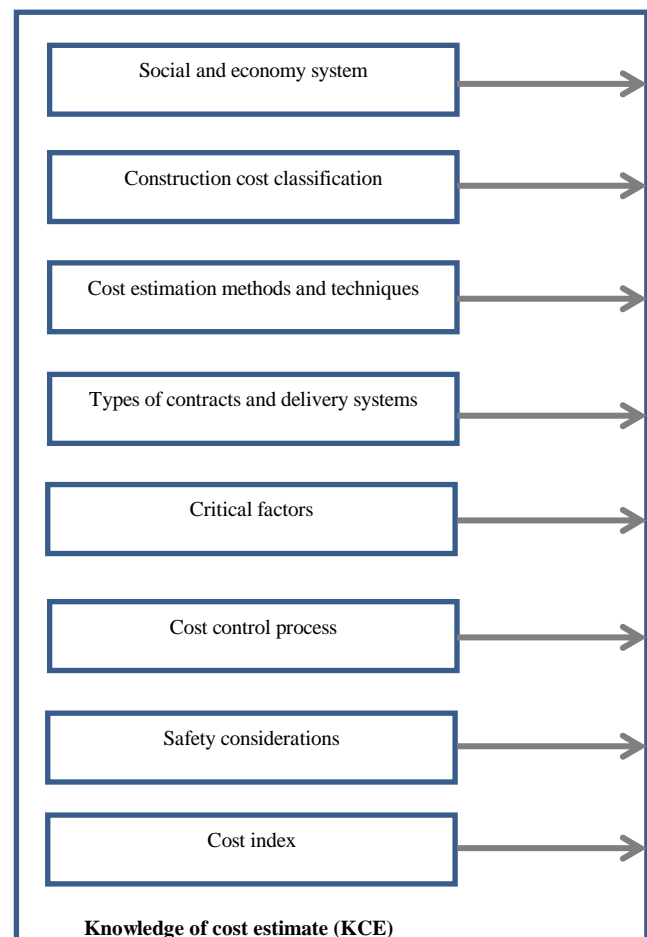 Social and economy system
Construction cost classification
Cost estimation methods and techniques
Types of contracts and delivery systems
Critical factors
Cost control process
Safety considerations
Cost index
Knowledge of cost estimate (KCE)